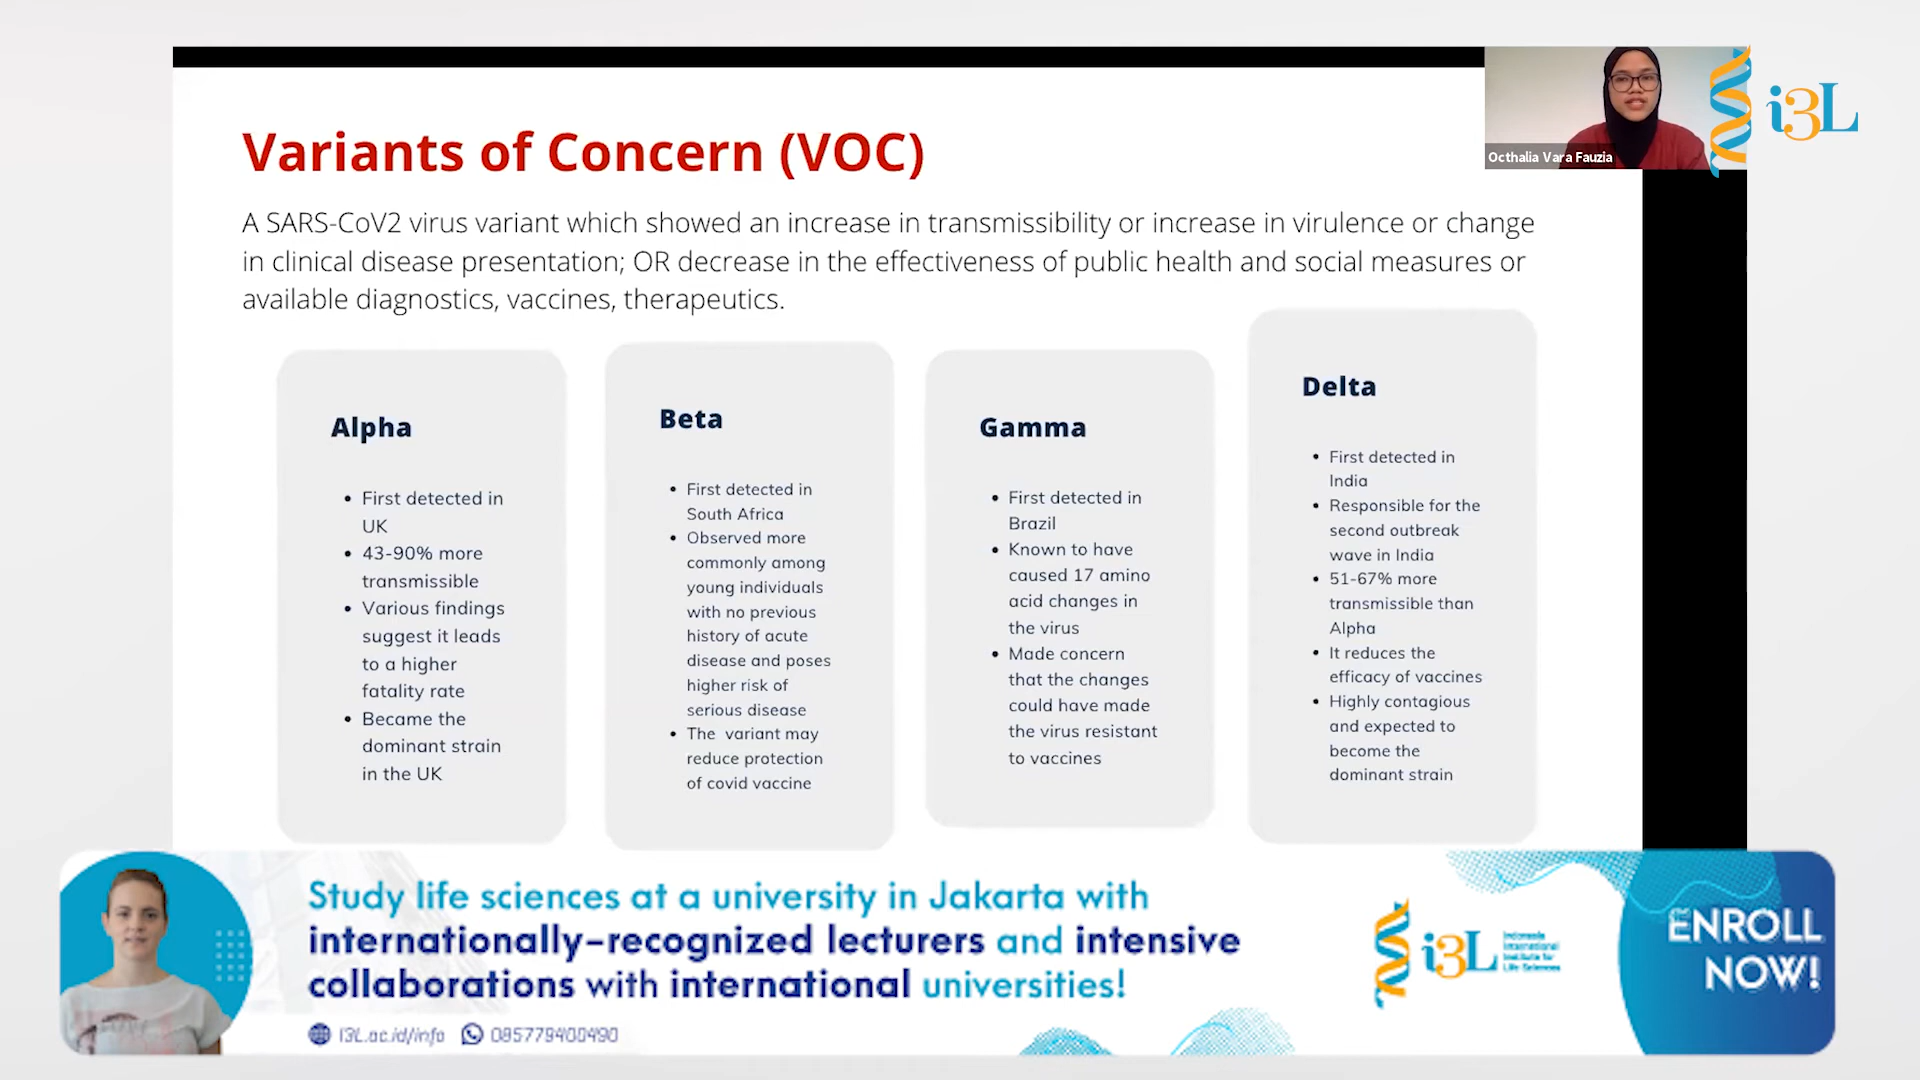 Variants of Concern (VOC)
A SARS-CoV2 virus variant which showed an increase in transmissibility or increase in virulence or change
in clinical disease presentation; OR decrease in the effectiveness of public health and social measures or
available diagnostics, vaccines, therapeutics.
Octhalia Vara Fauzia
i3L
Alpha
• First detected in
UK
• 43-90% more
transmissible
• Various findings
suggest it leads
to a higher
fatality rate
• Became the
dominant strain
in the UK
Beta
• First detected in
South Africa
• Observed more
commonly among
young individuals
with no previous
history of acute
disease and poses
higher risk of
serious disease
• The variant may
reduce protection
of covid vaccine
Gamma
• First detected in
Brazil
• Known to have
caused 17 amino
acid changes in
the virus
• Made concern
that the changes
could have made
the virus resistant
to vaccines
Delta
• First detected in
India
• Responsible for the
second outbreak
wave in India
• 51-67% more
transmissible than
Alpha
• It reduces the
efficacy of vaccines
• Highly contagious
and expected to
become the
dominant strain
Study life sciences at a university in Jakarta with
internationally-recognized lecturers and intensive
collaborations with international universities!
i3L.ac.id/info 085779400490
i3L
Indonesia
International
Institute for
Life Sciences
ENROLL
NOW!